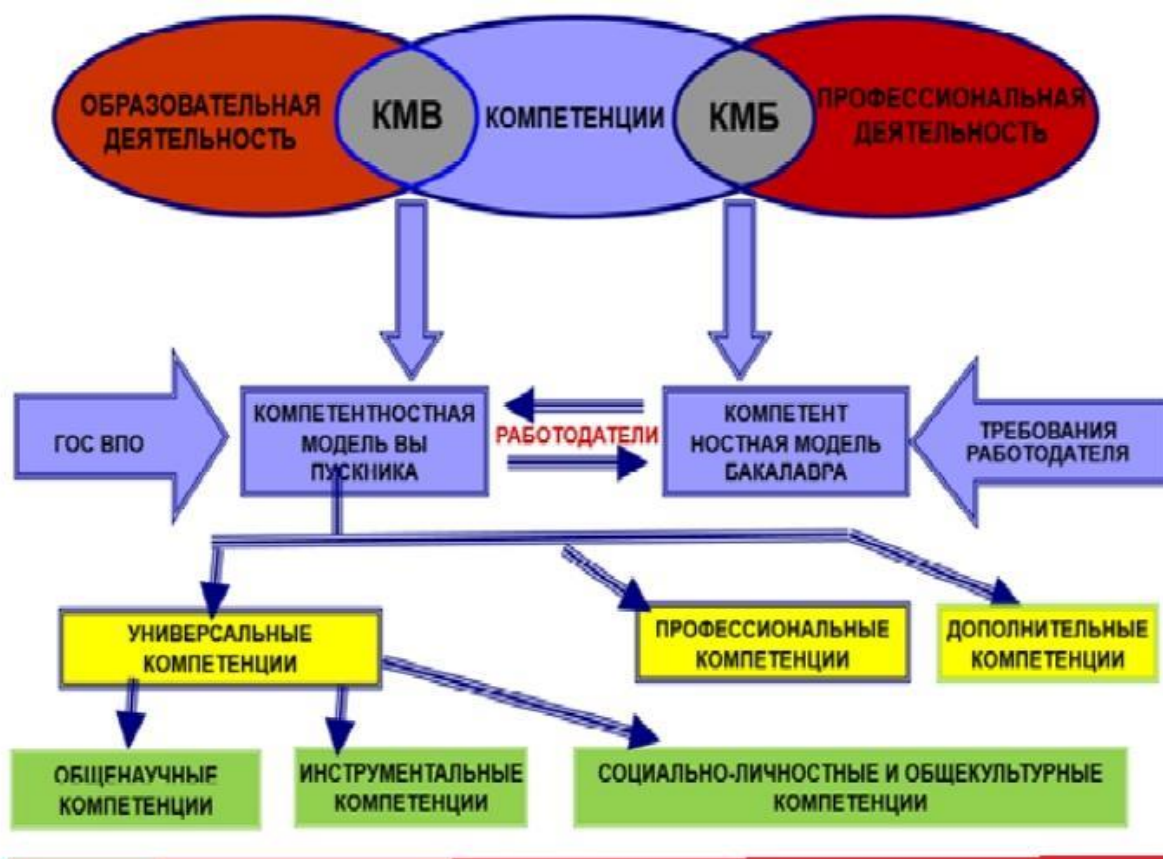 ОБРАЗОВАТЕЛЬНАЯ
ДЕЯТЕЛЬНОСТЬ
КМВ
КОМПЕТЕНЦИИ
КМБ
ПРОФЕССИОНАЛЬНАЯ
ДЕЯТЕЛЬНОСТЬ
ГОС ВПО
КОМПЕТЕНТНОСТНАЯ
МОДЕЛЬ ВЫ
ПУСКНИКА
РАБОТОДАТЕЛИ
КОМПЕТЕНТ
НОСТНАЯ МОДЕЛЬ
БАКАЛАВРА
ТРЕБОВАНИЯ
РАБОТОДАТЕЛЯ
УНИВЕРСАЛЬНЫЕ
КОМПЕТЕНЦИИ
ПРОФЕССИОНАЛЬНЫЕ
КОМПЕТЕНЦИИ
ДОПОЛНИТЕЛЬНЫЕ
КОМПЕТЕНЦИИ
ОБЩЕНАУЧНЫЕ
КОМПЕТЕНЦИИ
ИНСТРУМЕНТАЛЬНЫЕ
КОМПЕТЕНЦИИ
СОЦИАЛЬНО-ЛИЧНОСТНЫЕ И ОБЩЕКУЛЬТУРНЫЕ
КОМПЕТЕНЦИИ